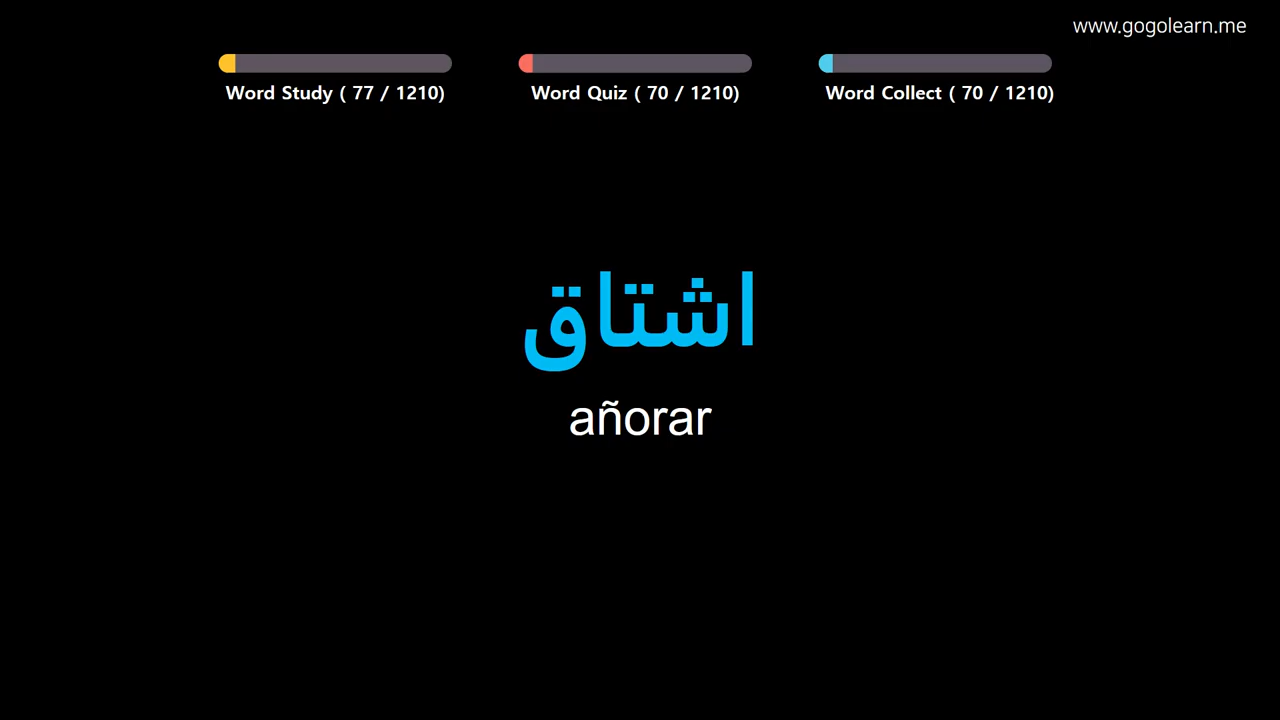 www.gogolearn.me
Word Study ( 77 / 1210)
Word Quiz ( 70 / 1210)
Word Collect ( 70 / 1210)
اشتاق
añorar